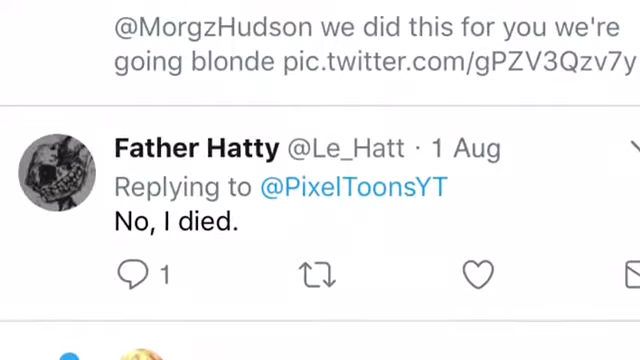 @MorgzHudson we did this for you we're
going blonde pic.twitter.com/gPZV3Qzv7y
Father Hatty @Le_Hatt · 1 Aug
Replying to @PixelToonsYT
No, I died.
1